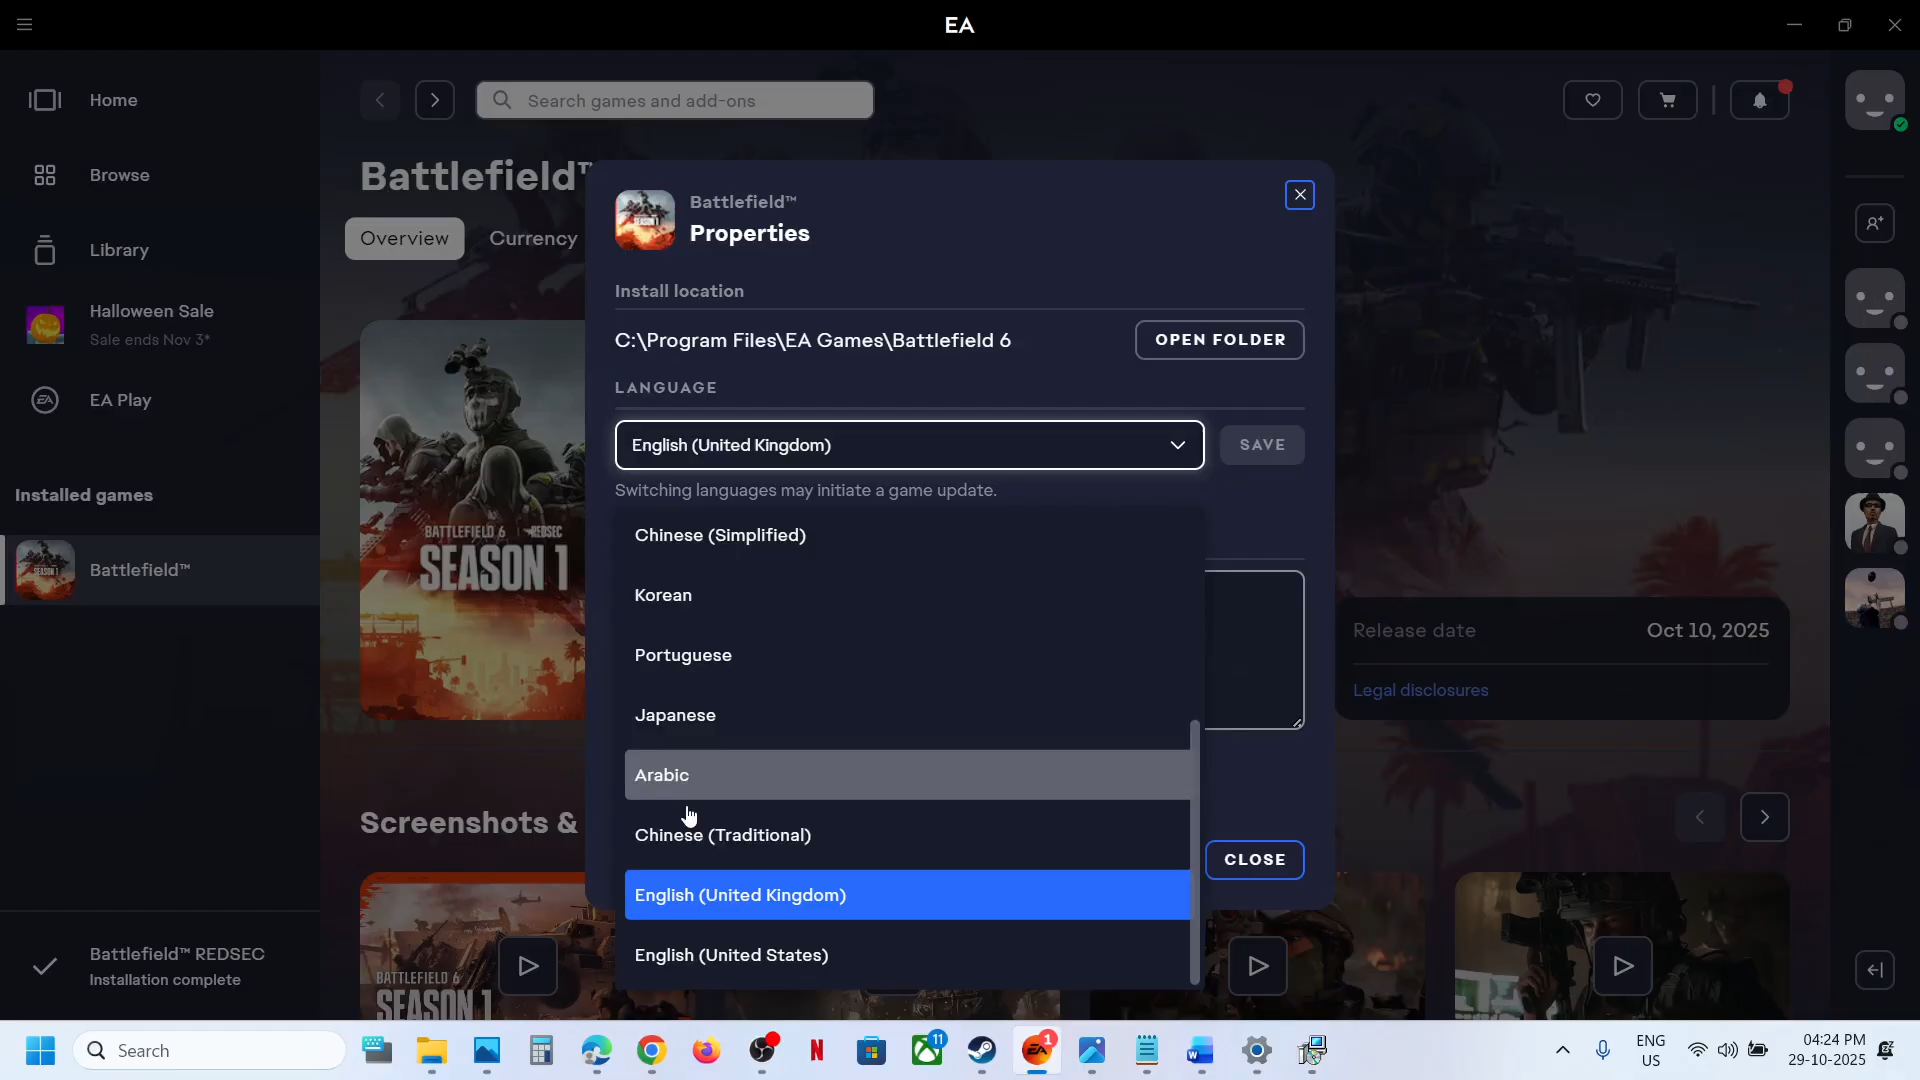 EA
Home
Search games and add-ons
Browse
Battlefield™
Library
Overview
Currency
Halloween Sale
Sale ends Nov 3*
EA Play
Installed games
Battlefield™
Battlefield™ REDSEC
Installation complete
Battlefield™
Properties
Install location
C:\Program Files\EA Games\Battlefield 6
OPEN FOLDER
LANGUAGE
English (United Kingdom)
SAVE
Switching languages may initiate a game update.
Chinese (Simplified)
Korean
Portuguese
Japanese
Arabic
Chinese (Traditional)
English (United Kingdom)
English (United States)
CLOSE
BATTLEFIELD 6 REDSEC
SEASON 1
Release date
Oct 10, 2025
Legal disclosures
Screenshots &
BATTLEFIELD 6
SEASON 1
Search
11
1
ENG
US
04:24 PM
29-10-2025